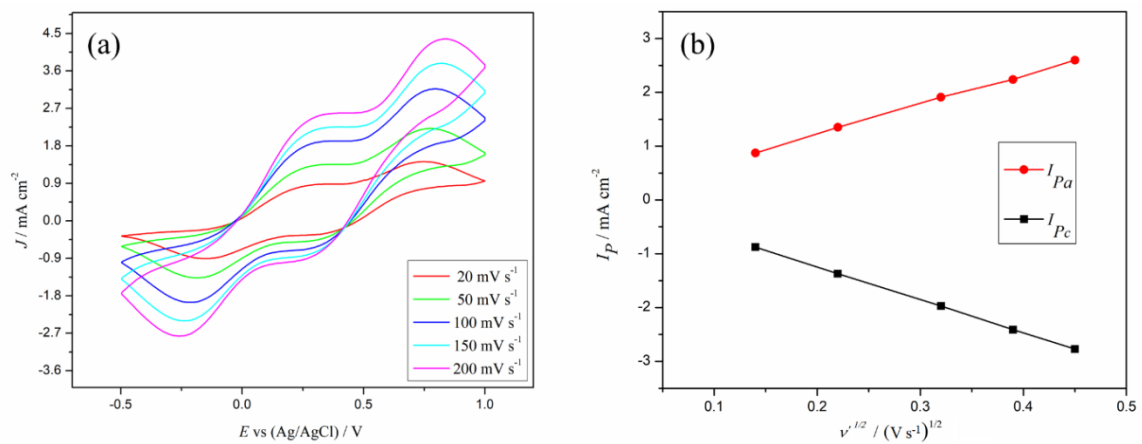 (a)
4.5
3.6
2.7
1.8
0.9
0.0
-0.9
-1.8
-2.7
-3.6
J / mA cm⁻²
-0.5
0.0
0.5
1.0
E vs (Ag/AgCl) / V
20 mV s⁻¹
50 mV s⁻¹
100 mV s⁻¹
150 mV s⁻¹
200 mV s⁻¹
(b)
3
2
1
0
-1
-2
-3
I_P / mA cm⁻²
0.1
0.2
0.3
0.4
0.5
ν^1/2 / (V s⁻¹)^1/2
I_Pa
I_Pc